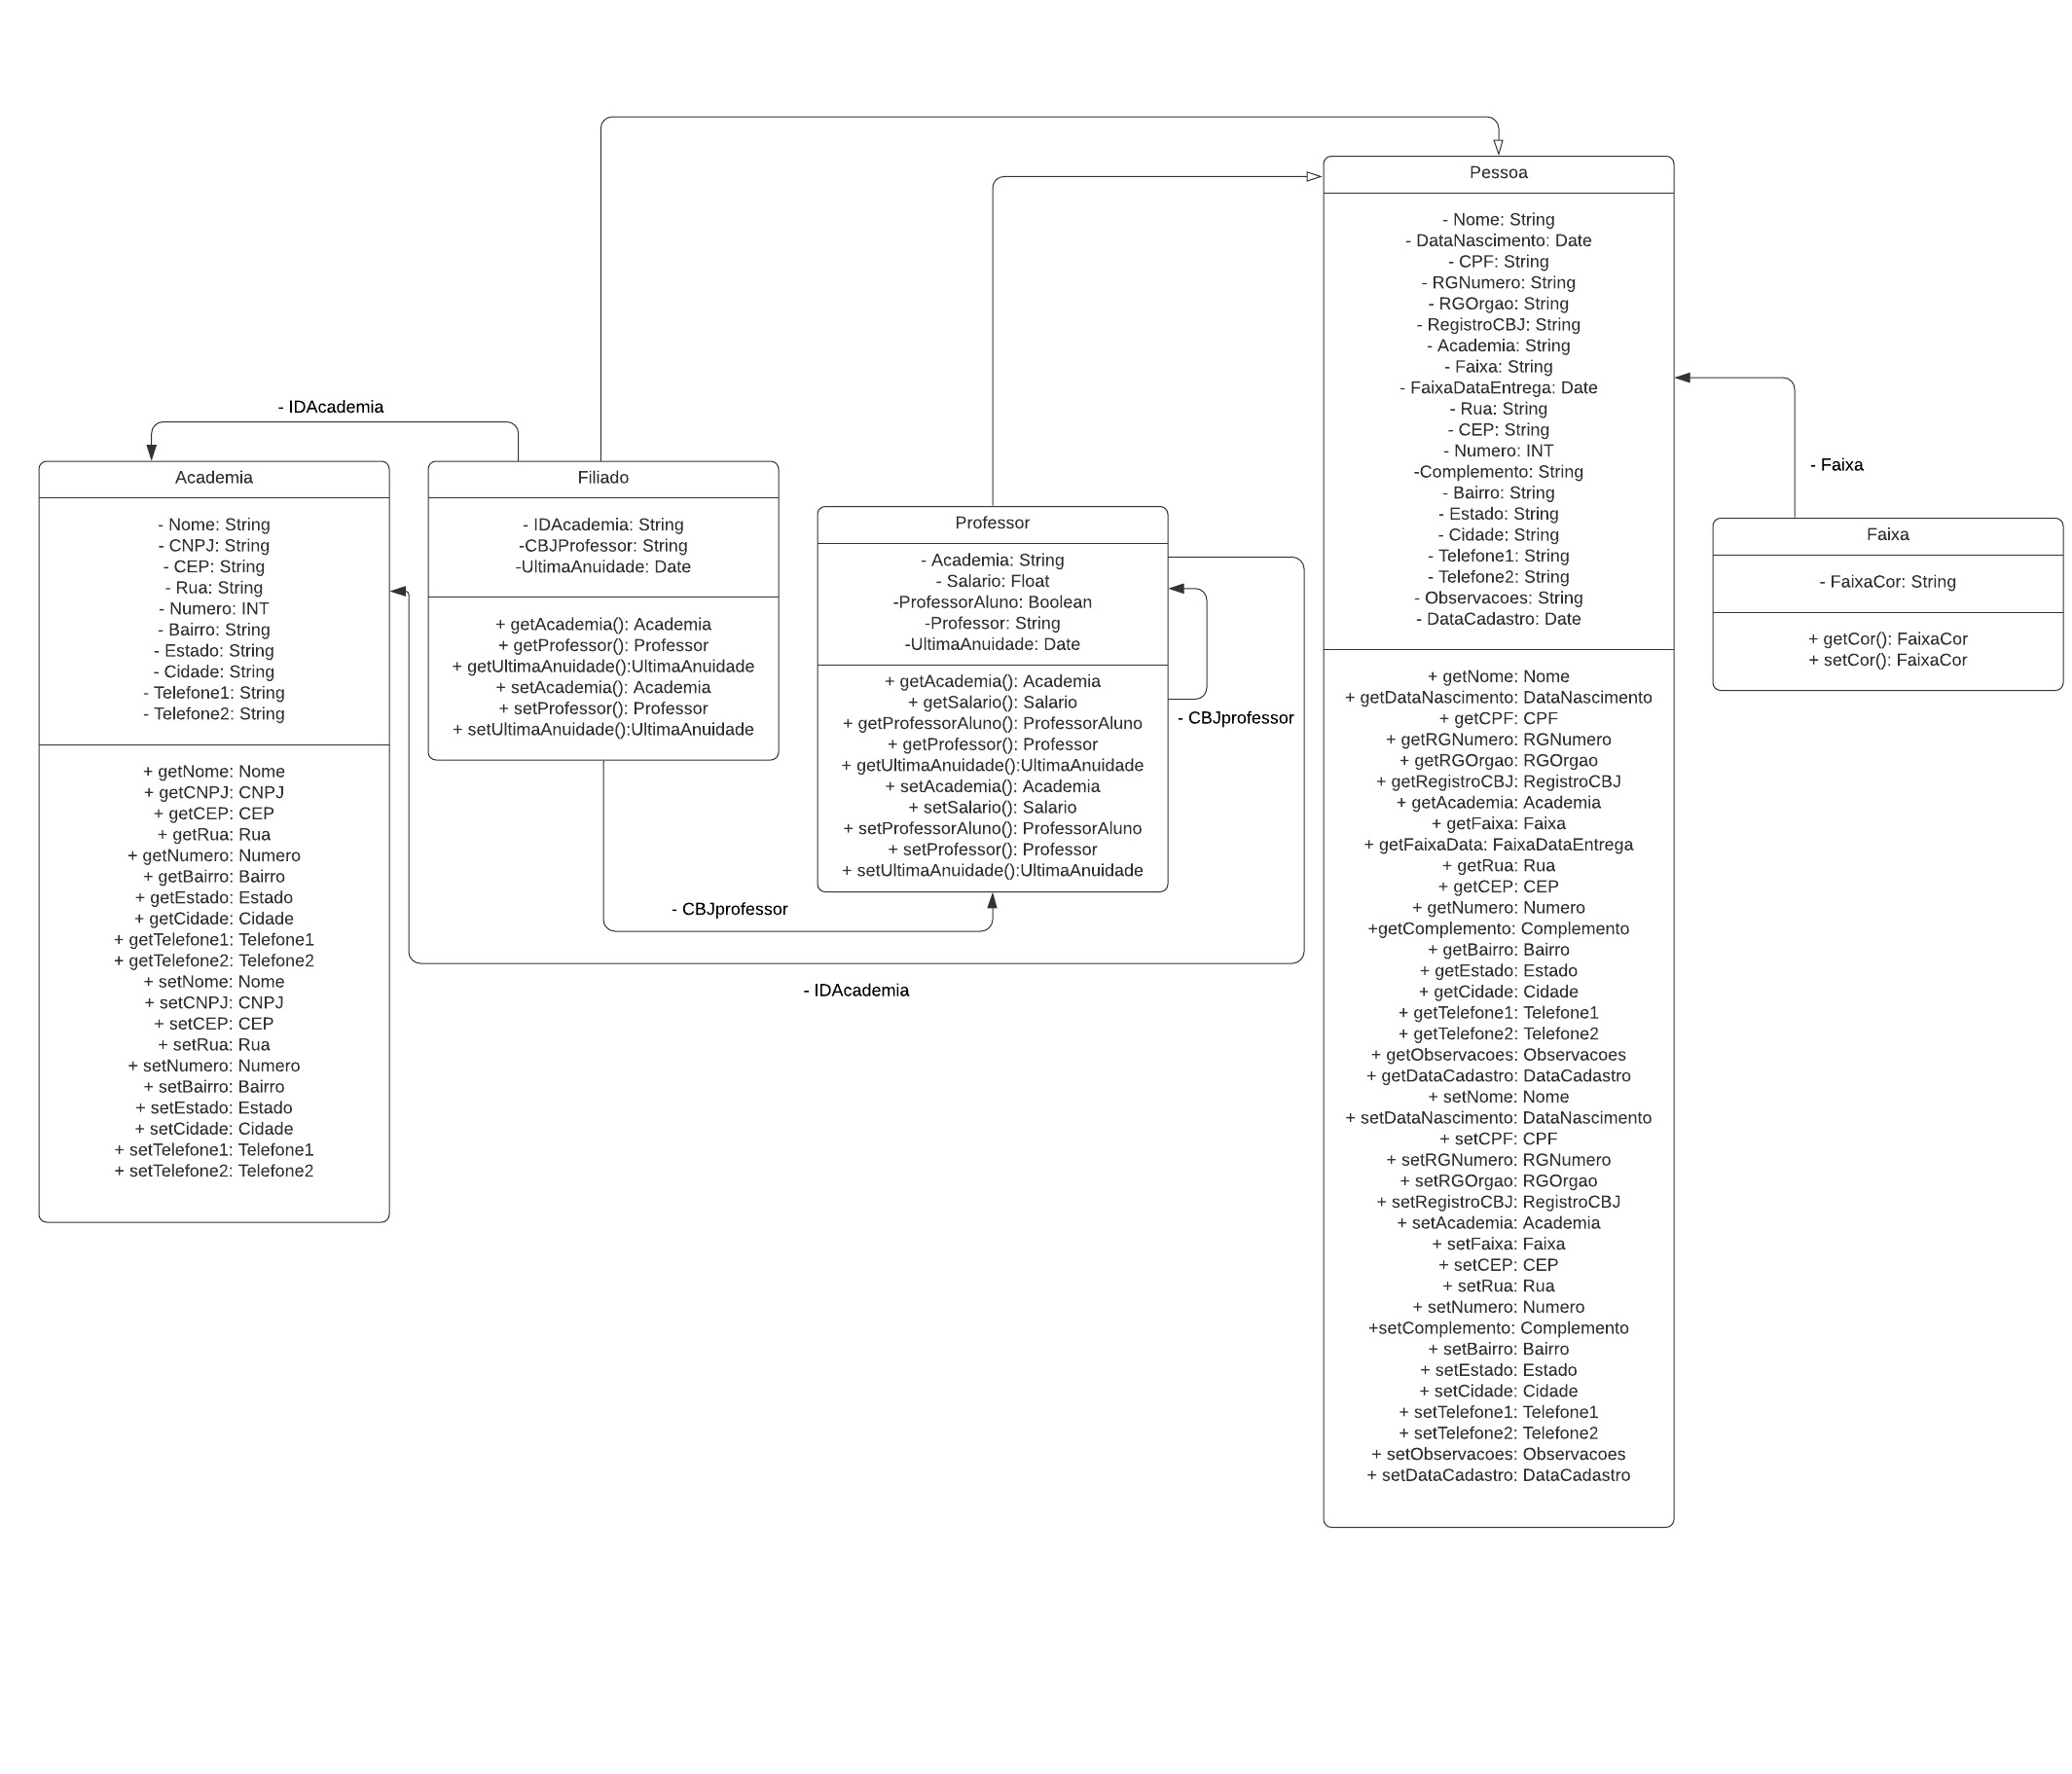 - IDAcademia
Academia
- Nome: String
- CNPJ: String
- CEP: String
- Rua: String
- Numero: INT
- Bairro: String
- Estado: String
- Cidade: String
- Telefone1: String
- Telefone2: String
+ getNome: Nome
+ getCNPJ: CNPJ
+ getCEP: CEP
+ getRua: Rua
+ getNumero: Numero
+ getBairro: Bairro
+ getEstado: Estado
+ getCidade: Cidade
+ getTelefone1: Telefone1
+ getTelefone2: Telefone2
+ setNome: Nome
+ setCNPJ: CNPJ
+ setCEP: CEP
+ setRua: Rua
+ setNumero: Numero
+ setBairro: Bairro
+ setEstado: Estado
+ setCidade: Cidade
+ setTelefone1: Telefone1
+ setTelefone2: Telefone2
Filiado
- IDAcademia: String
-CBJProfessor: String
-UltimaAnuidade: Date
+ getAcademia(): Academia
+ getProfessor(): Professor
+ getUltimaAnuidade():UltimaAnuidade
+ setAcademia(): Academia
+ setProfessor(): Professor
+ setUltimaAnuidade():UltimaAnuidade
- CBJprofessor
- IDAcademia
Professor
- Academia: String
- Salario: Float
-ProfessorAluno: Boolean
-Professor: String
-UltimaAnuidade: Date
+ getAcademia(): Academia
+ getSalario(): Salario
+ getProfessorAluno(): ProfessorAluno
+ getProfessor(): Professor
+ getUltimaAnuidade():UltimaAnuidade
+ setAcademia(): Academia
+ setSalario(): Salario
+ setProfessorAluno(): ProfessorAluno
+ setProfessor(): Professor
+ setUltimaAnuidade():UltimaAnuidade
- CBJprofessor
Pessoa
- Nome: String
- DataNascimento: Date
- CPF: String
- RGNumero: String
- RGOrgao: String
- RegistroCBJ: String
- Academia: String
- Faixa: String
- FaixaDataEntrega: Date
- Rua: String
- CEP: String
- Numero: INT
-Complemento: String
- Bairro: String
- Estado: String
- Cidade: String
- Telefone1: String
- Telefone2: String
- Observacoes: String
- DataCadastro: Date
+ getNome: Nome
+ getDataNascimento: DataNascimento
+ getCPF: CPF
+ getRGNumero: RGNumero
+ getRGOrgao: RGOrgao
+ getRegistroCBJ: RegistroCBJ
+ getAcademia: Academia
+ getFaixa: Faixa
+ getFaixaData: FaixaDataEntrega
+ getRua: Rua
+ getCEP: CEP
+ getNumero: Numero
+getComplemento: Complemento
+ getBairro: Bairro
+ getEstado: Estado
+ getCidade: Cidade
+ getTelefone1: Telefone1
+ getTelefone2: Telefone2
+ getObservacoes: Observacoes
+ getDataCadastro: DataCadastro
+ setNome: Nome
+ setDataNascimento: DataNascimento
+ setCPF: CPF
+ setRGNumero: RGNumero
+ setRGOrgao: RGOrgao
+ setRegistroCBJ: RegistroCBJ
+ setAcademia: Academia
+ setFaixa: Faixa
+ setCEP: CEP
+ setRua: Rua
+ setNumero: Numero
+setComplemento: Complemento
+ setBairro: Bairro
+ setEstado: Estado
+ setCidade: Cidade
+ setTelefone1: Telefone1
+ setTelefone2: Telefone2
+ setObservacoes: Observacoes
+ setDataCadastro: DataCadastro
- Faixa
Faixa
- FaixaCor: String
+ getCor(): FaixaCor
+ setCor(): FaixaCor